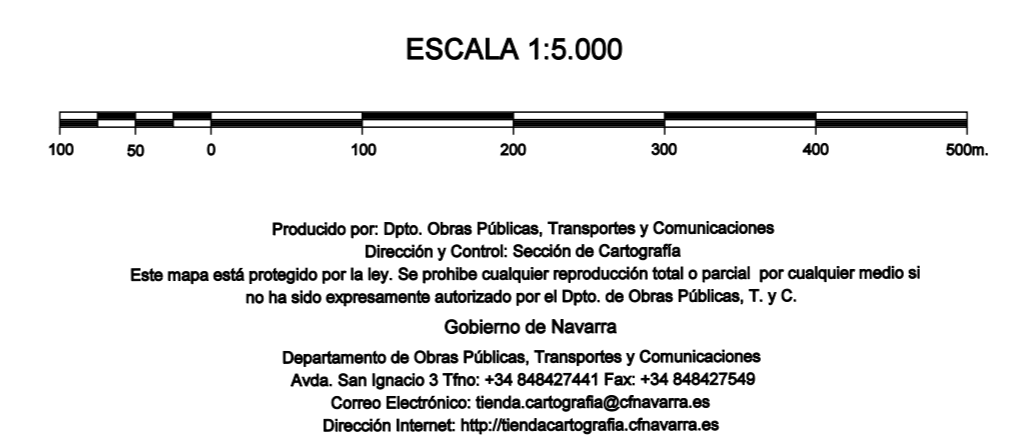 ESCALA 1:5.000
100 50 0 100 200 300 400 500m.
Producido por: Dpto. Obras Públicas, Transportes y Comunicaciones
Dirección y Control: Sección de Cartografía
Este mapa está protegido por la ley. Se prohibe cualquier reproducción total o parcial por cualquier medio si
no ha sido expresamente autorizado por el Dpto. de Obras Públicas, T. y C.
Gobierno de Navarra
Departamento de Obras Públicas, Transportes y Comunicaciones
Avda. San Ignacio 3 Tfno: +34 848427441 Fax: +34 848427549
Correo Electrónico: tienda.cartografia@cfnavarra.es
Dirección Internet: http://tiendacartografia.cfnavarra.es